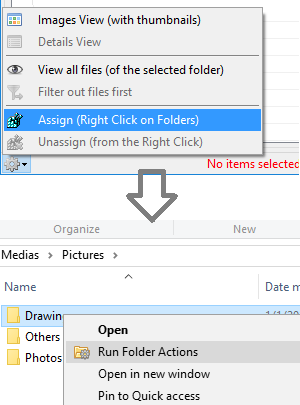 Images View (with thumbnails)
Details View
View all files (of the selected folder)
Filter out files first
Assign (Right Click on Folders)
Unassign (from the Right Click)
No items selected
Organize New
Medias Pictures
Name Date m
Drawing
Others
Photos
Open
Run Folder Actions
Open in new window
Pin to Quick access